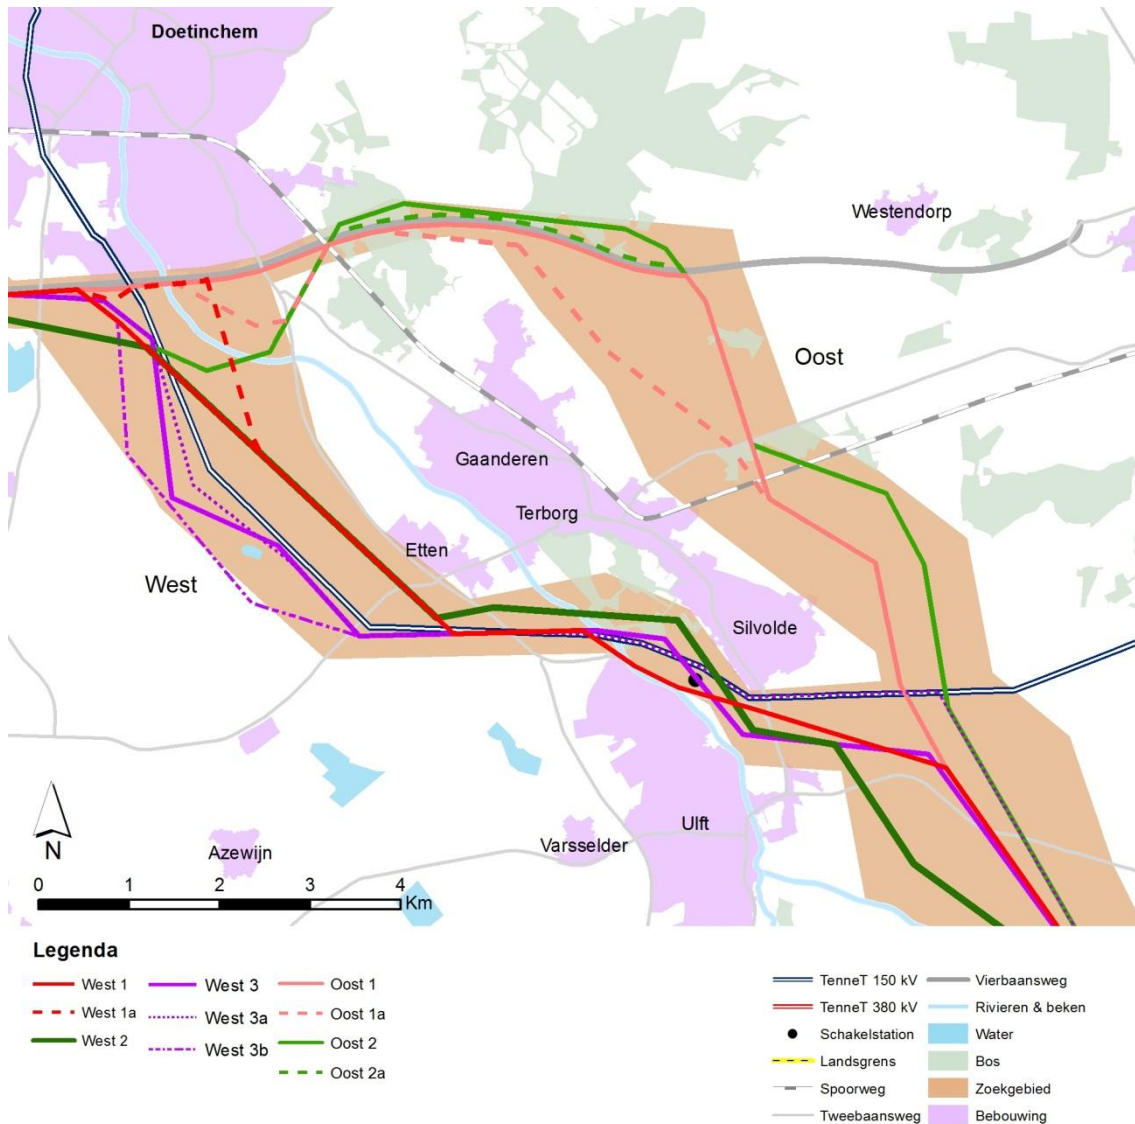 Doetinchem
Westendorp
Oost
Gaanderen
Terborg
Etten
West
Silvolde
Ulft
Varsselder
Azewijn
N
0 1 2 3 4
Km
Legenda
West 1
West 1a
West 2
West 3
West 3a
West 3b
Oost 1
Oost 1a
Oost 2
Oost 2a
TenneT 150 kV
TenneT 380 kV
Schakelstation
Landsgrens
Spoorweg
Tweebaansweg
Vierbaansweg
Rivieren & beken
Water
Bos
Zoekgebied
Bebouwing